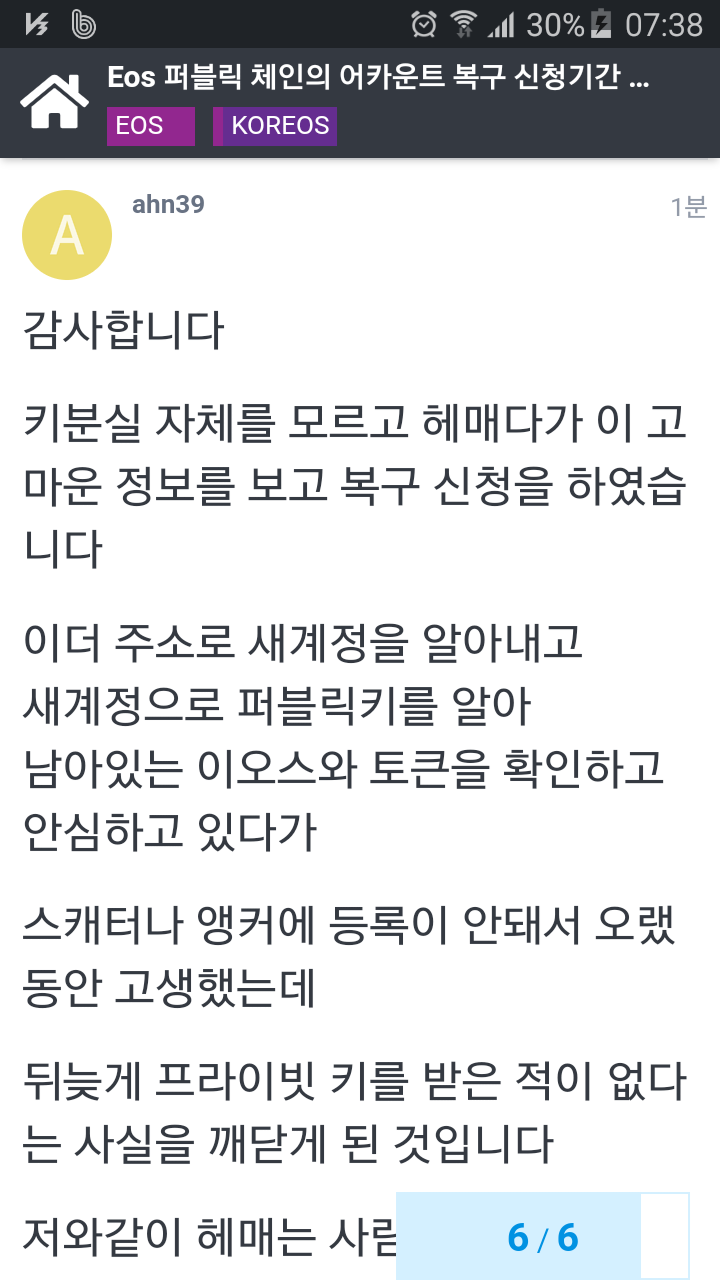 30% 07:38
Eos 퍼블릭 체인의 어카운트 복구 신청기간 ...
EOS KOREOS
A ahn39 1분
감사합니다
키분실 자체를 모르고 헤매다가 이 고
마운 정보를 보고 복구 신청을 하였습
니다
이더 주소로 새계정을 알아내고
새계정으로 퍼블릭키를 알아
남아있는 이오스와 토큰을 확인하고
안심하고 있다가
스캐터나 앵커에 등록이 안돼서 오랬
동안 고생했는데
뒤늦게 프라이빗 키를 받은 적이 없다
는 사실을 깨닫게 된 것입니다
저와같이 헤매는 사람
6 / 6